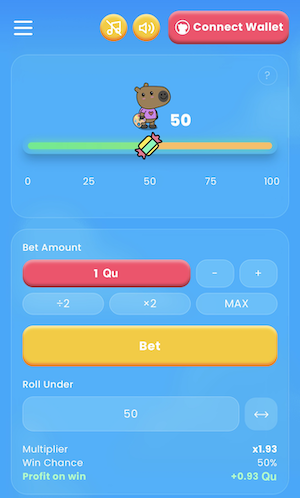 Connect Wallet
?
50
0 25 50 75 100
Bet Amount
1 Qu - +
÷2 ×2 MAX
Bet
Roll Under
50
Multiplier x1.93
Win Chance 50%
Profit on win +0.93 Qu